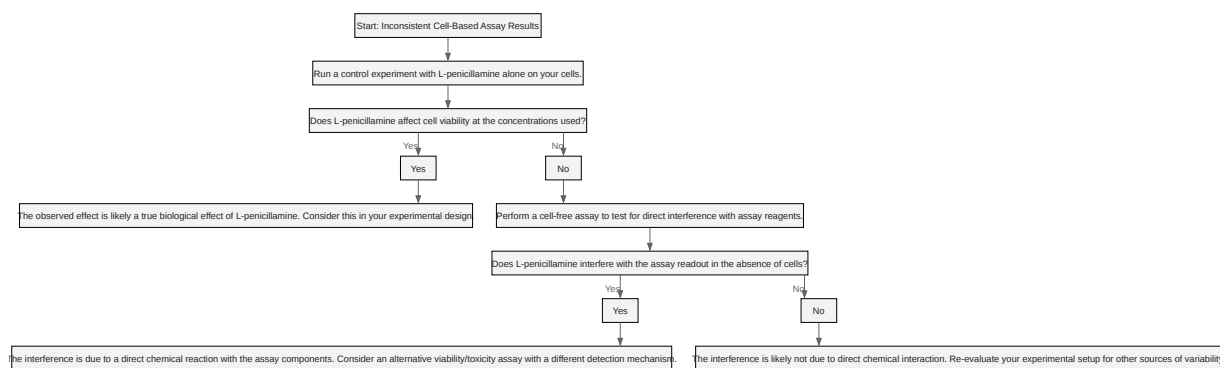 Start: Inconsistent Cell-Based Assay Results
Run a control experiment with L-penicillamine alone on your cells.
Does L-penicillamine affect cell viability at the concentrations used?
Yes
No
Yes
No
The observed effect is likely a true biological effect of L-penicillamine. Consider this in your experimental design.
Perform a cell-free assay to test for direct interference with assay reagents.
Does L-penicillamine interfere with the assay readout in the absence of cells?
Yes
No
Yes
No
The interference is due to a direct chemical reaction with the assay components. Consider an alternative viability/toxicity assay with a different detection mechanism.
The interference is likely not due to direct chemical interaction. Re-evaluate your experimental setup for other sources of variability